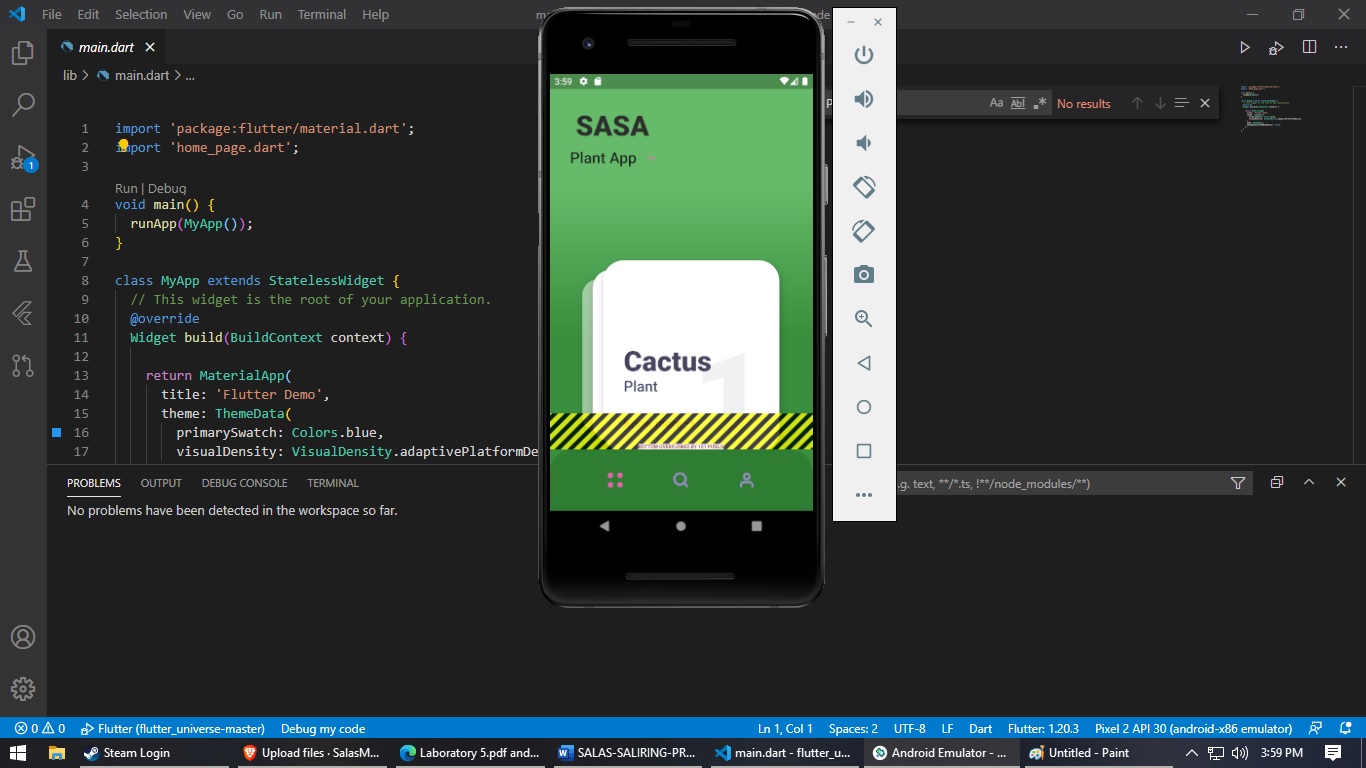 File Edit Selection View Go Run Terminal Help
main.dart
lib > main.dart > ...
Aa Abl .* No results
1 import 'package:flutter/material.dart';
2 import 'home_page.dart';
3
Run | Debug
4 void main() {
5 runApp(MyApp());
6 }
7
8 class MyApp extends StatelessWidget {
9 // This widget is the root of your application.
10 @override
11 Widget build(BuildContext context) {
12
13 return MaterialApp(
14 title: 'Flutter Demo',
15 theme: ThemeData(
16 primarySwatch: Colors.blue,
17 visualDensity: VisualDensity.adaptivePlatformDe
3:59
SASA
Plant App
Cactus
Plant
1
1
PROBLEMS OUTPUT DEBUG CONSOLE TERMINAL
.g. text, **/*.ts, !**/node_modules/**)
No problems have been detected in the workspace so far.
0 0 Flutter (flutter_universe-master) Debug my code Ln 1, Col 1 Spaces: 2 UTF-8 LF Dart Flutter: 1.20.3 Pixel 2 API 30 (android-x86 emulator)
Steam Login Upload files · SalasM... Laboratory 5.pdf and... SALAS-SALIRING-PR... main.dart - flutter_u... Android Emulator - ... Untitled - Paint 3:59 PM